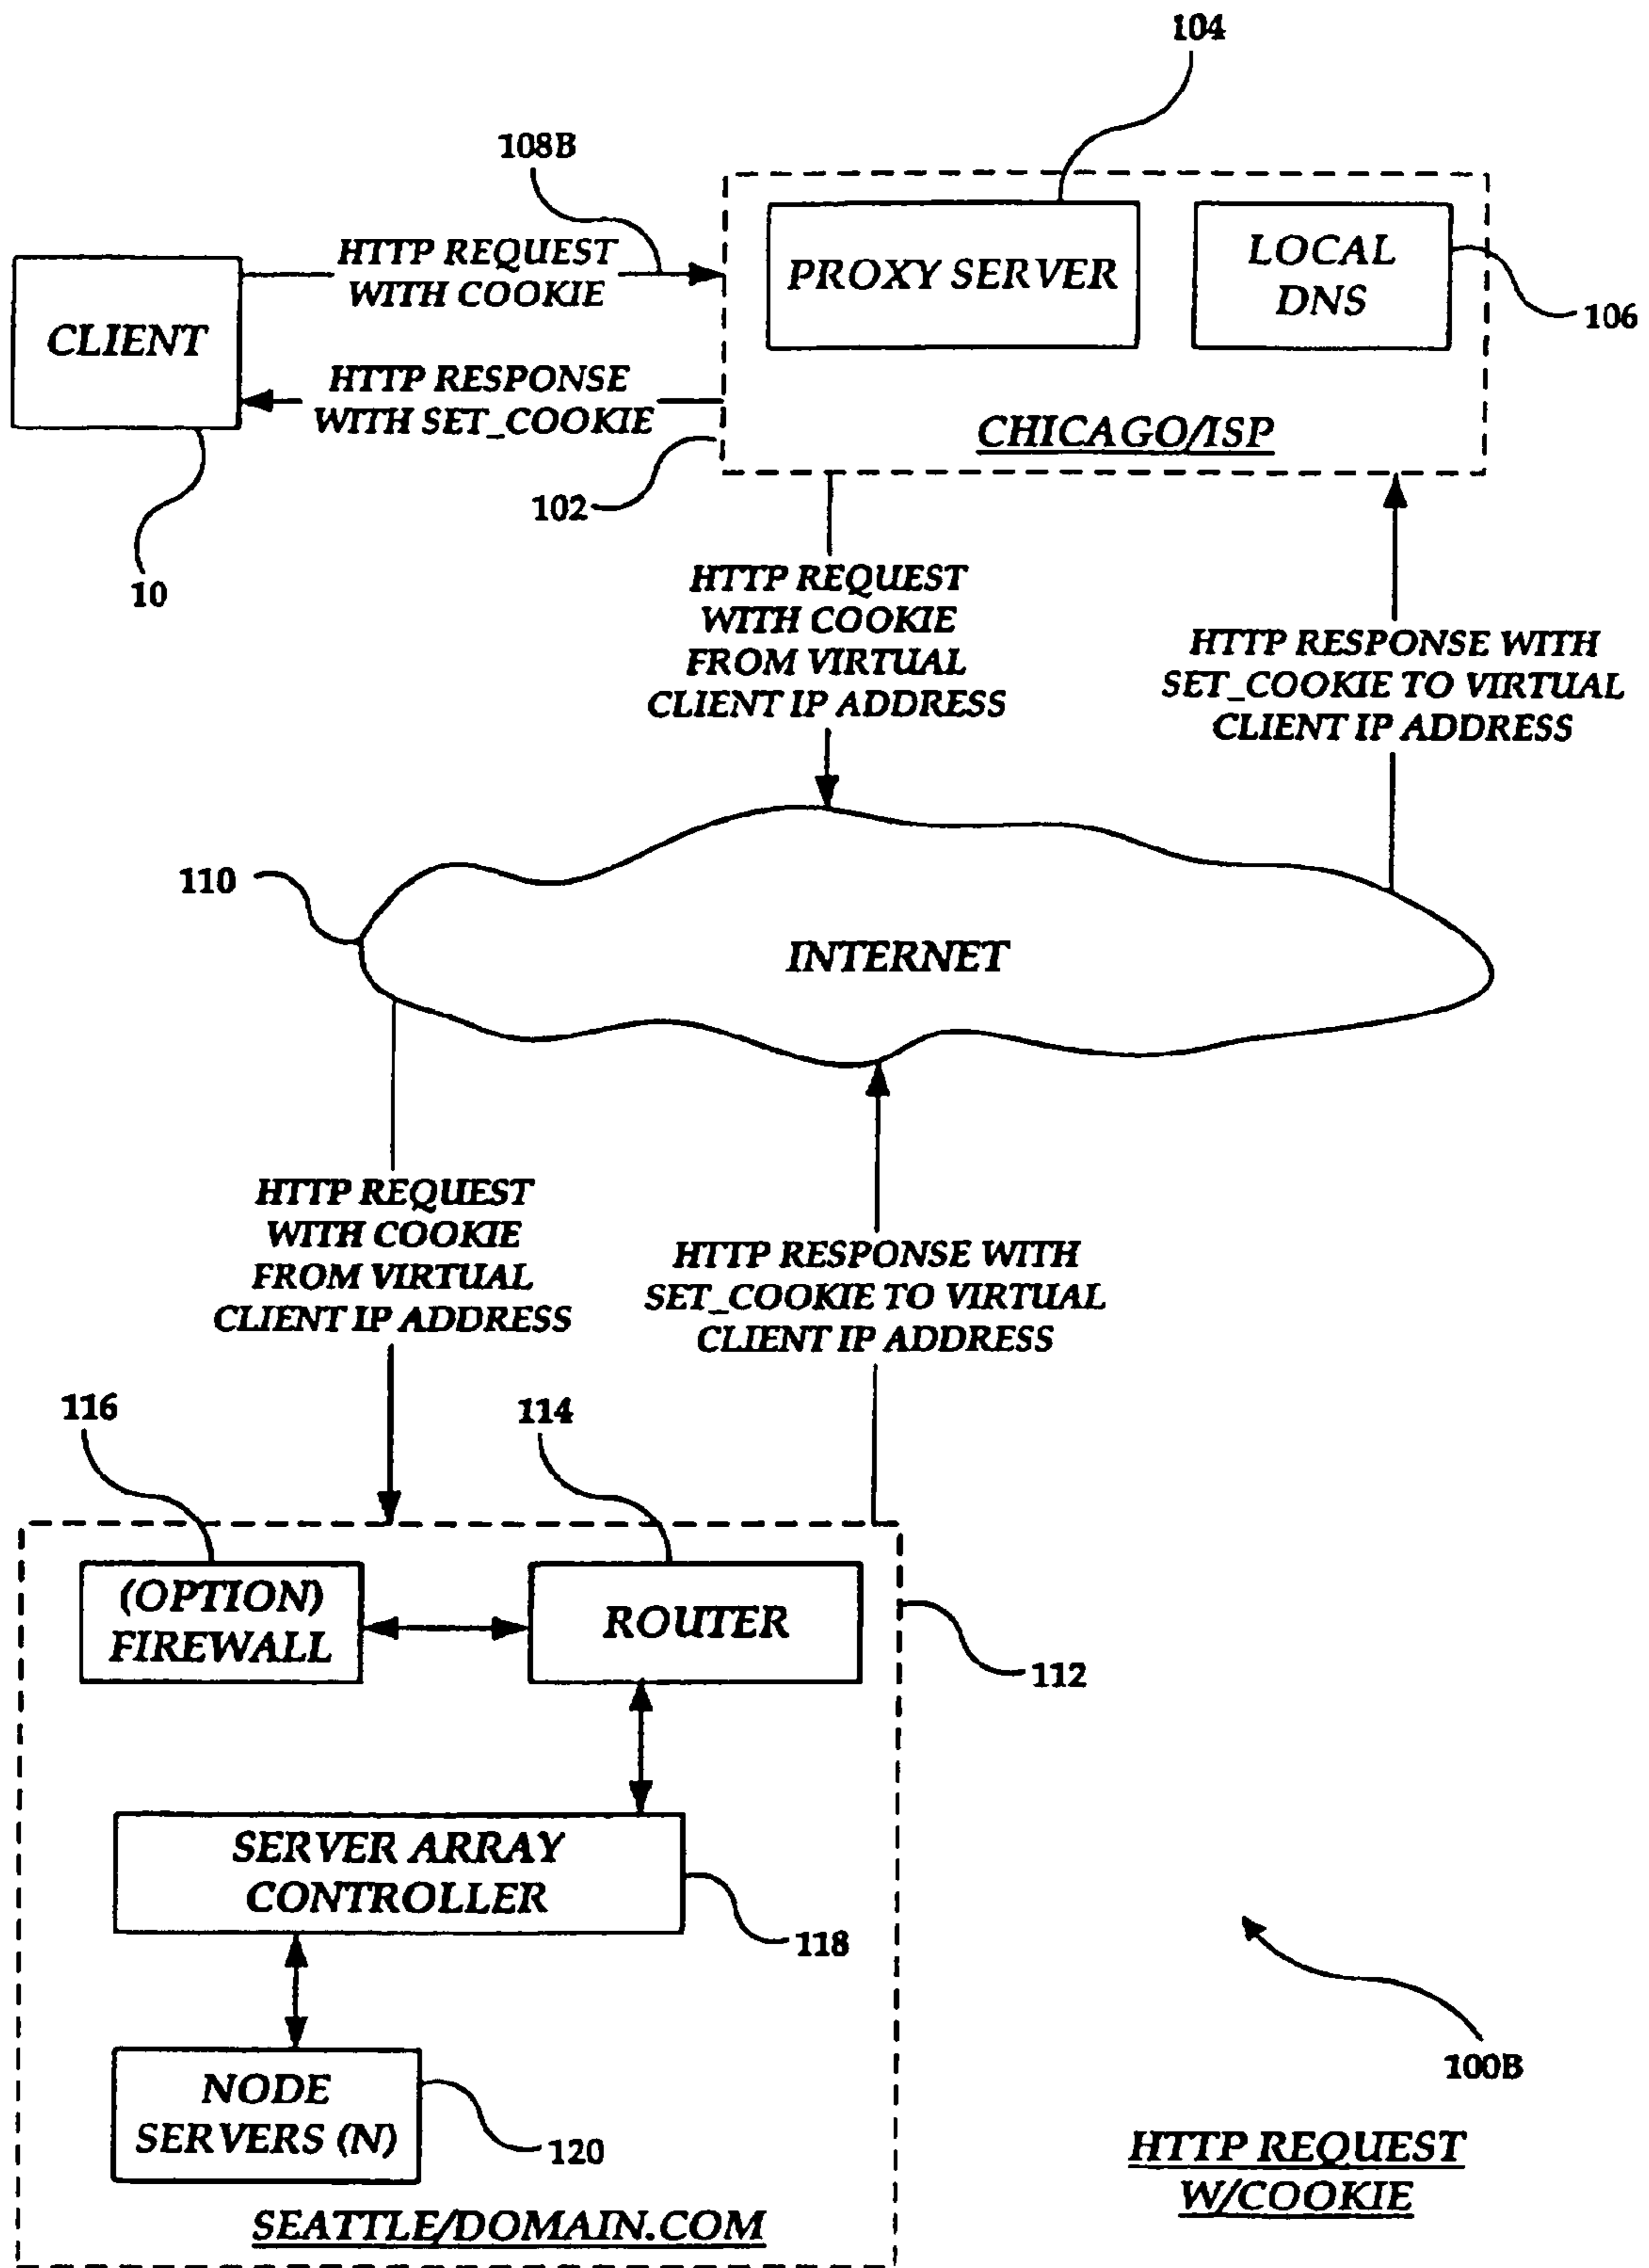 104
108B
HTTP REQUEST
WITH COOKIE
PROXY SERVER
LOCAL
DNS
106
CLIENT
HTTP RESPONSE
WITH SET_COOKIE
CHICAGO/ISP
102
10
HTTP REQUEST
WITH COOKIE
FROM VIRTUAL
CLIENT IP ADDRESS
HTTP RESPONSE WITH
SET_COOKIE TO VIRTUAL
CLIENT IP ADDRESS
110
INTERNET
HTTP REQUEST
WITH COOKIE
FROM VIRTUAL
CLIENT IP ADDRESS
HTTP RESPONSE WITH
SET_COOKIE TO VIRTUAL
CLIENT IP ADDRESS
116
114
(OPTION)
FIREWALL
ROUTER
112
SERVER ARRAY
CONTROLLER
118
NODE
SERVERS (N)
120
100B
HTTP REQUEST
W/COOKIE
SEATTLE/DOMAIN.COM